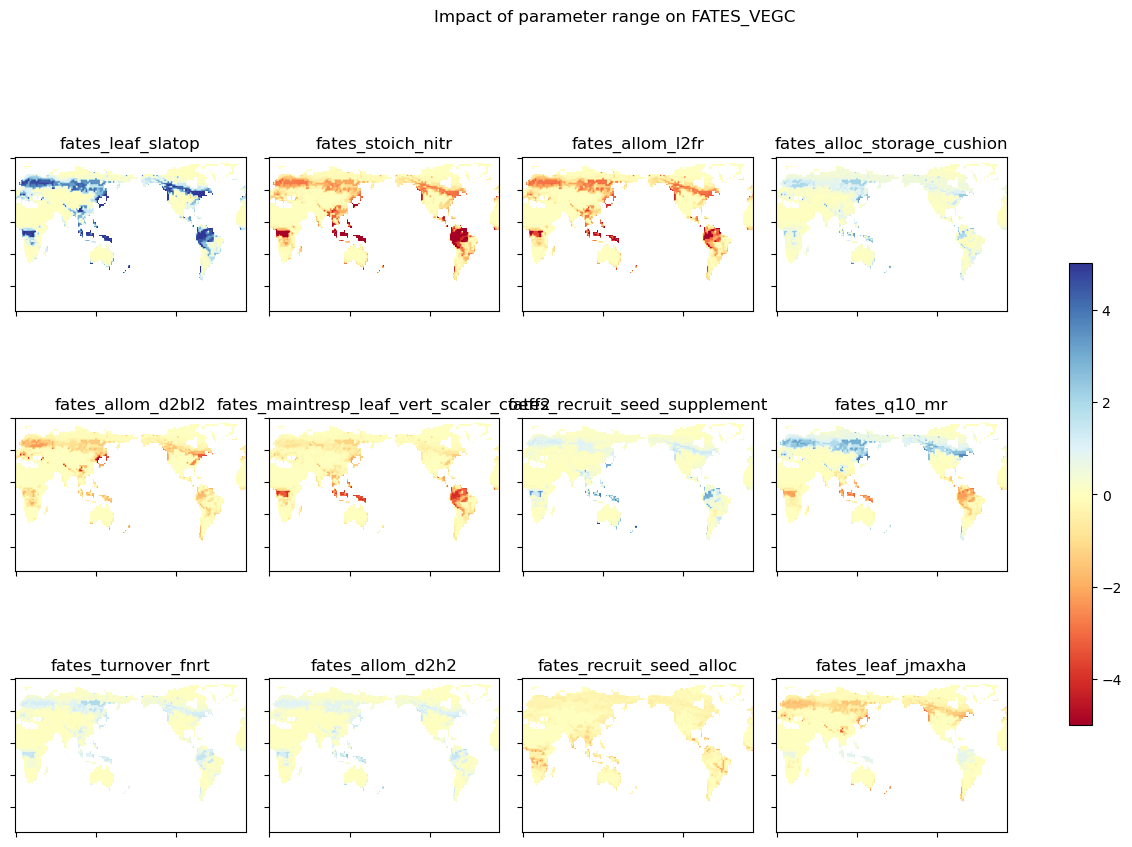 Impact of parameter range on FATES_VEGC
fates_leaf_slatop
fates_stoich_nitr
fates_allom_l2fr
fates_alloc_storage_cushion
fates_allom_d2bl2
fates_maintresp_leaf_vert_scaler_coeff2
fates_recruit_seed_supplement
fates_q10_mr
fates_turnover_fnrt
fates_allom_d2h2
fates_recruit_seed_alloc
fates_leaf_jmaxha
4
2
0
−2
−4